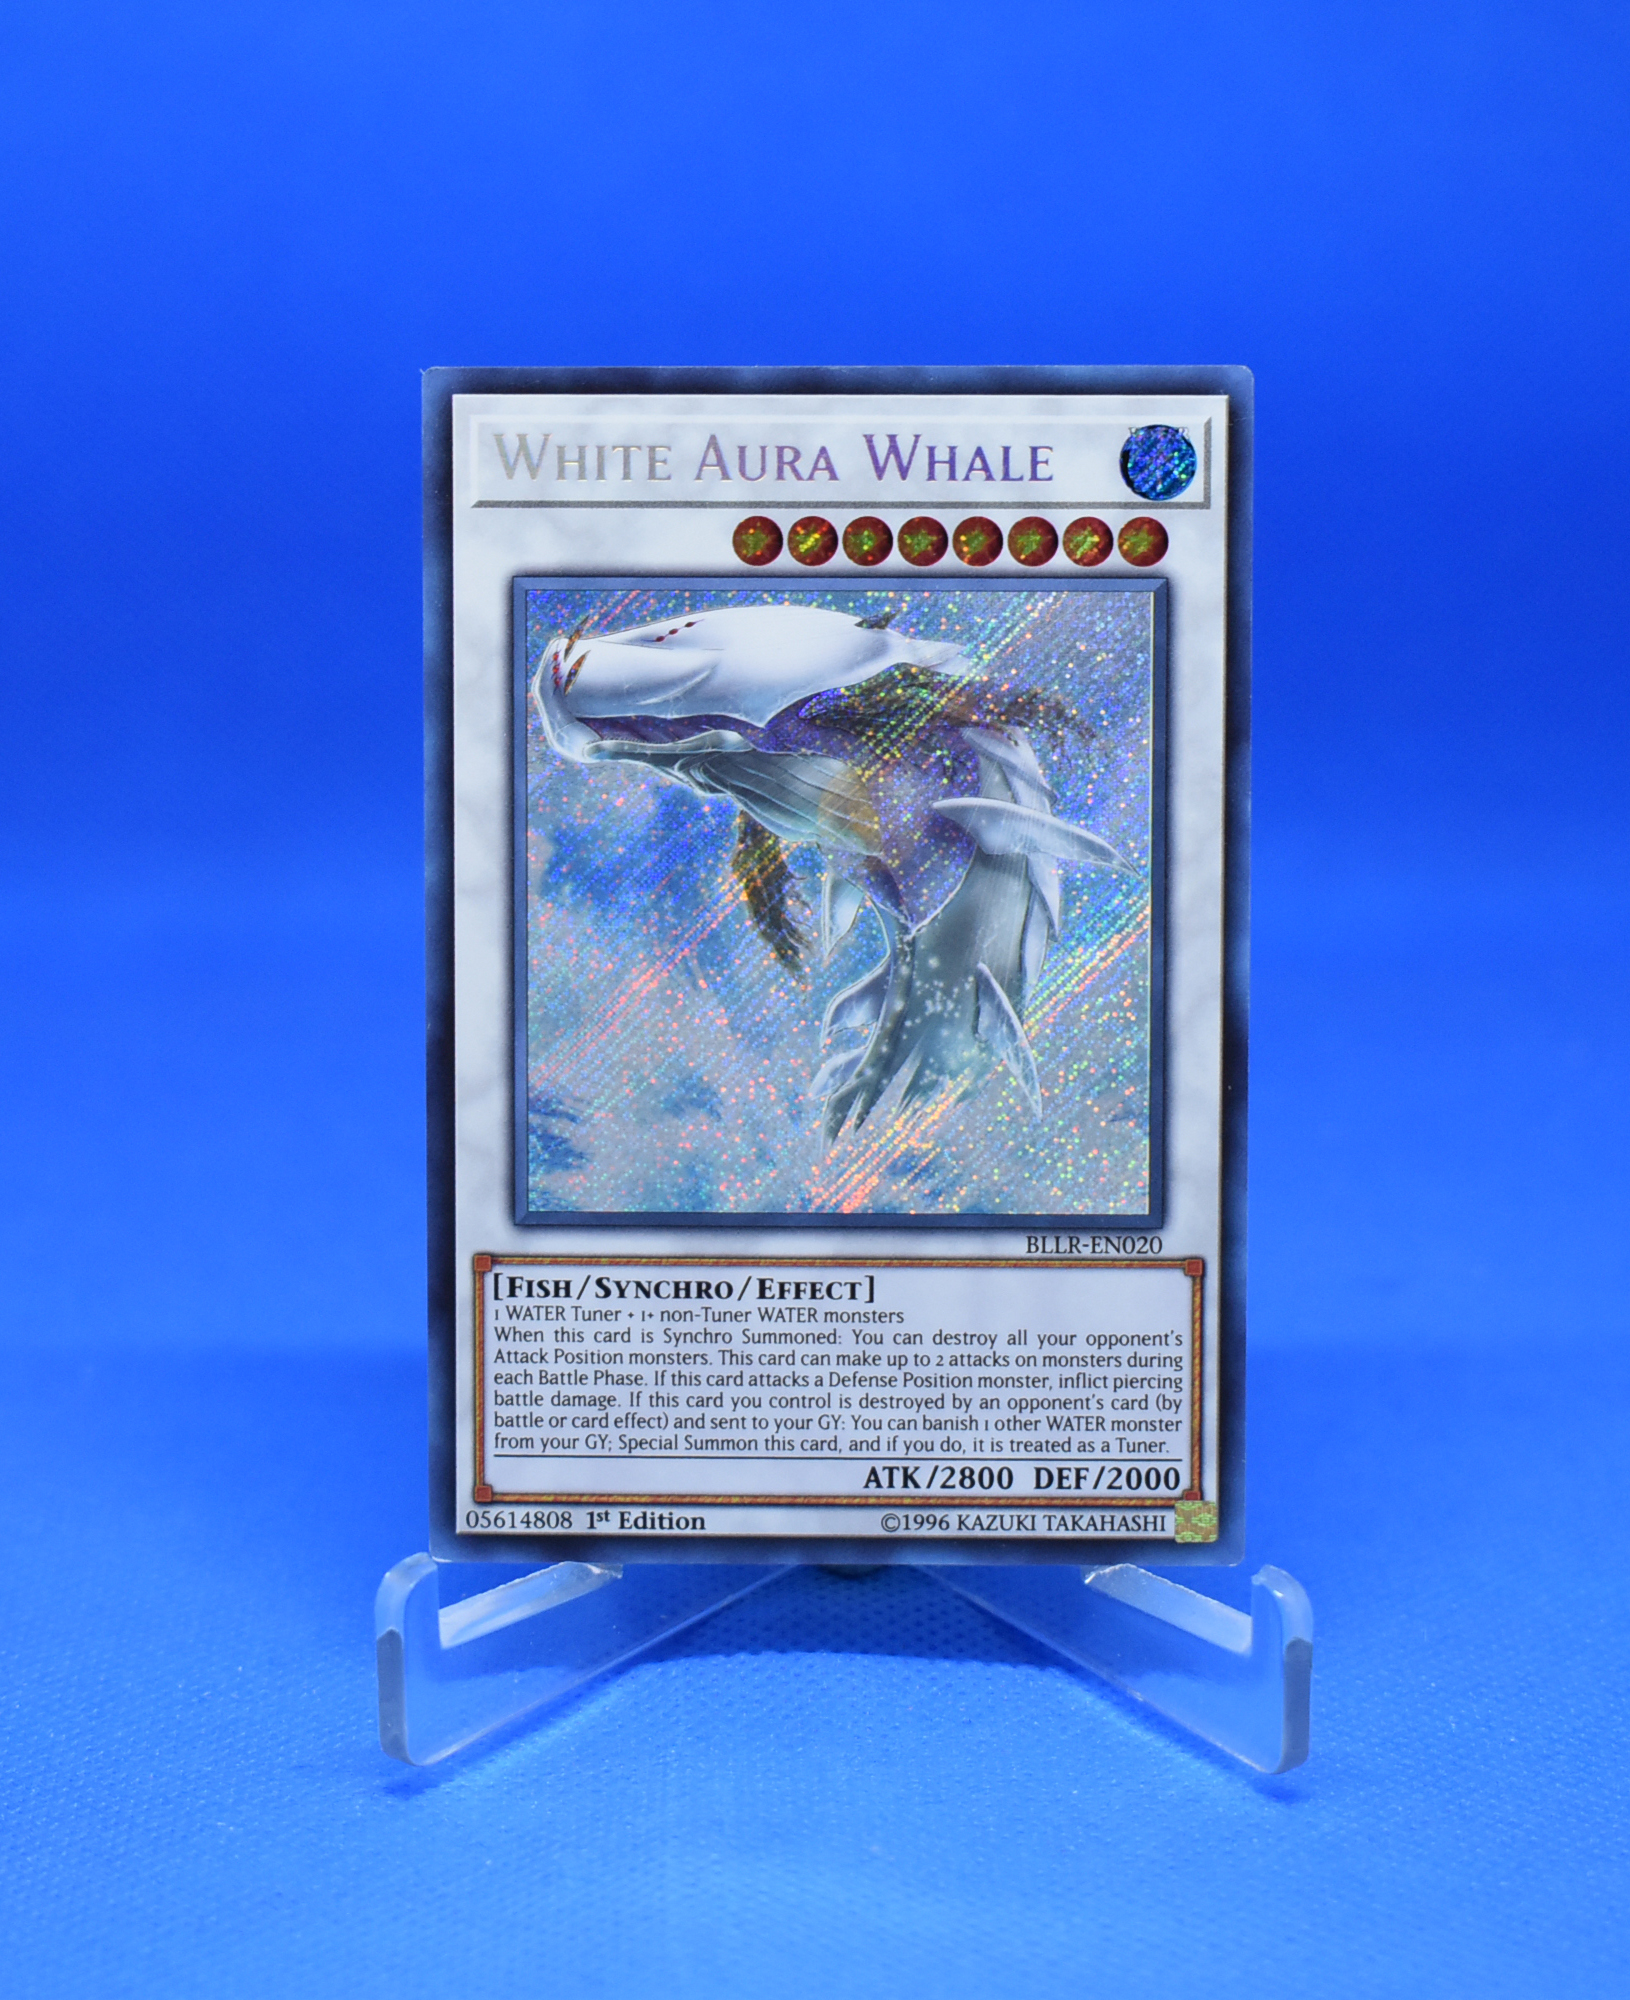 White Aura Whale
BLLR-EN020
[Fish/Synchro/Effect]
1 WATER Tuner + 1+ non-Tuner WATER monsters
When this card is Synchro Summoned: You can destroy all your opponent's
Attack Position monsters. This card can make up to 2 attacks on monsters during
each Battle Phase. If this card attacks a Defense Position monster, inflict piercing
battle damage. If this card you control is destroyed by an opponent's card (by
battle or card effect) and sent to your GY: You can banish 1 other WATER monster
from your GY; Special Summon this card, and if you do, it is treated as a Tuner.
ATK/2800 DEF/2000
05614808 1st Edition ©1996 KAZUKI TAKAHASHI